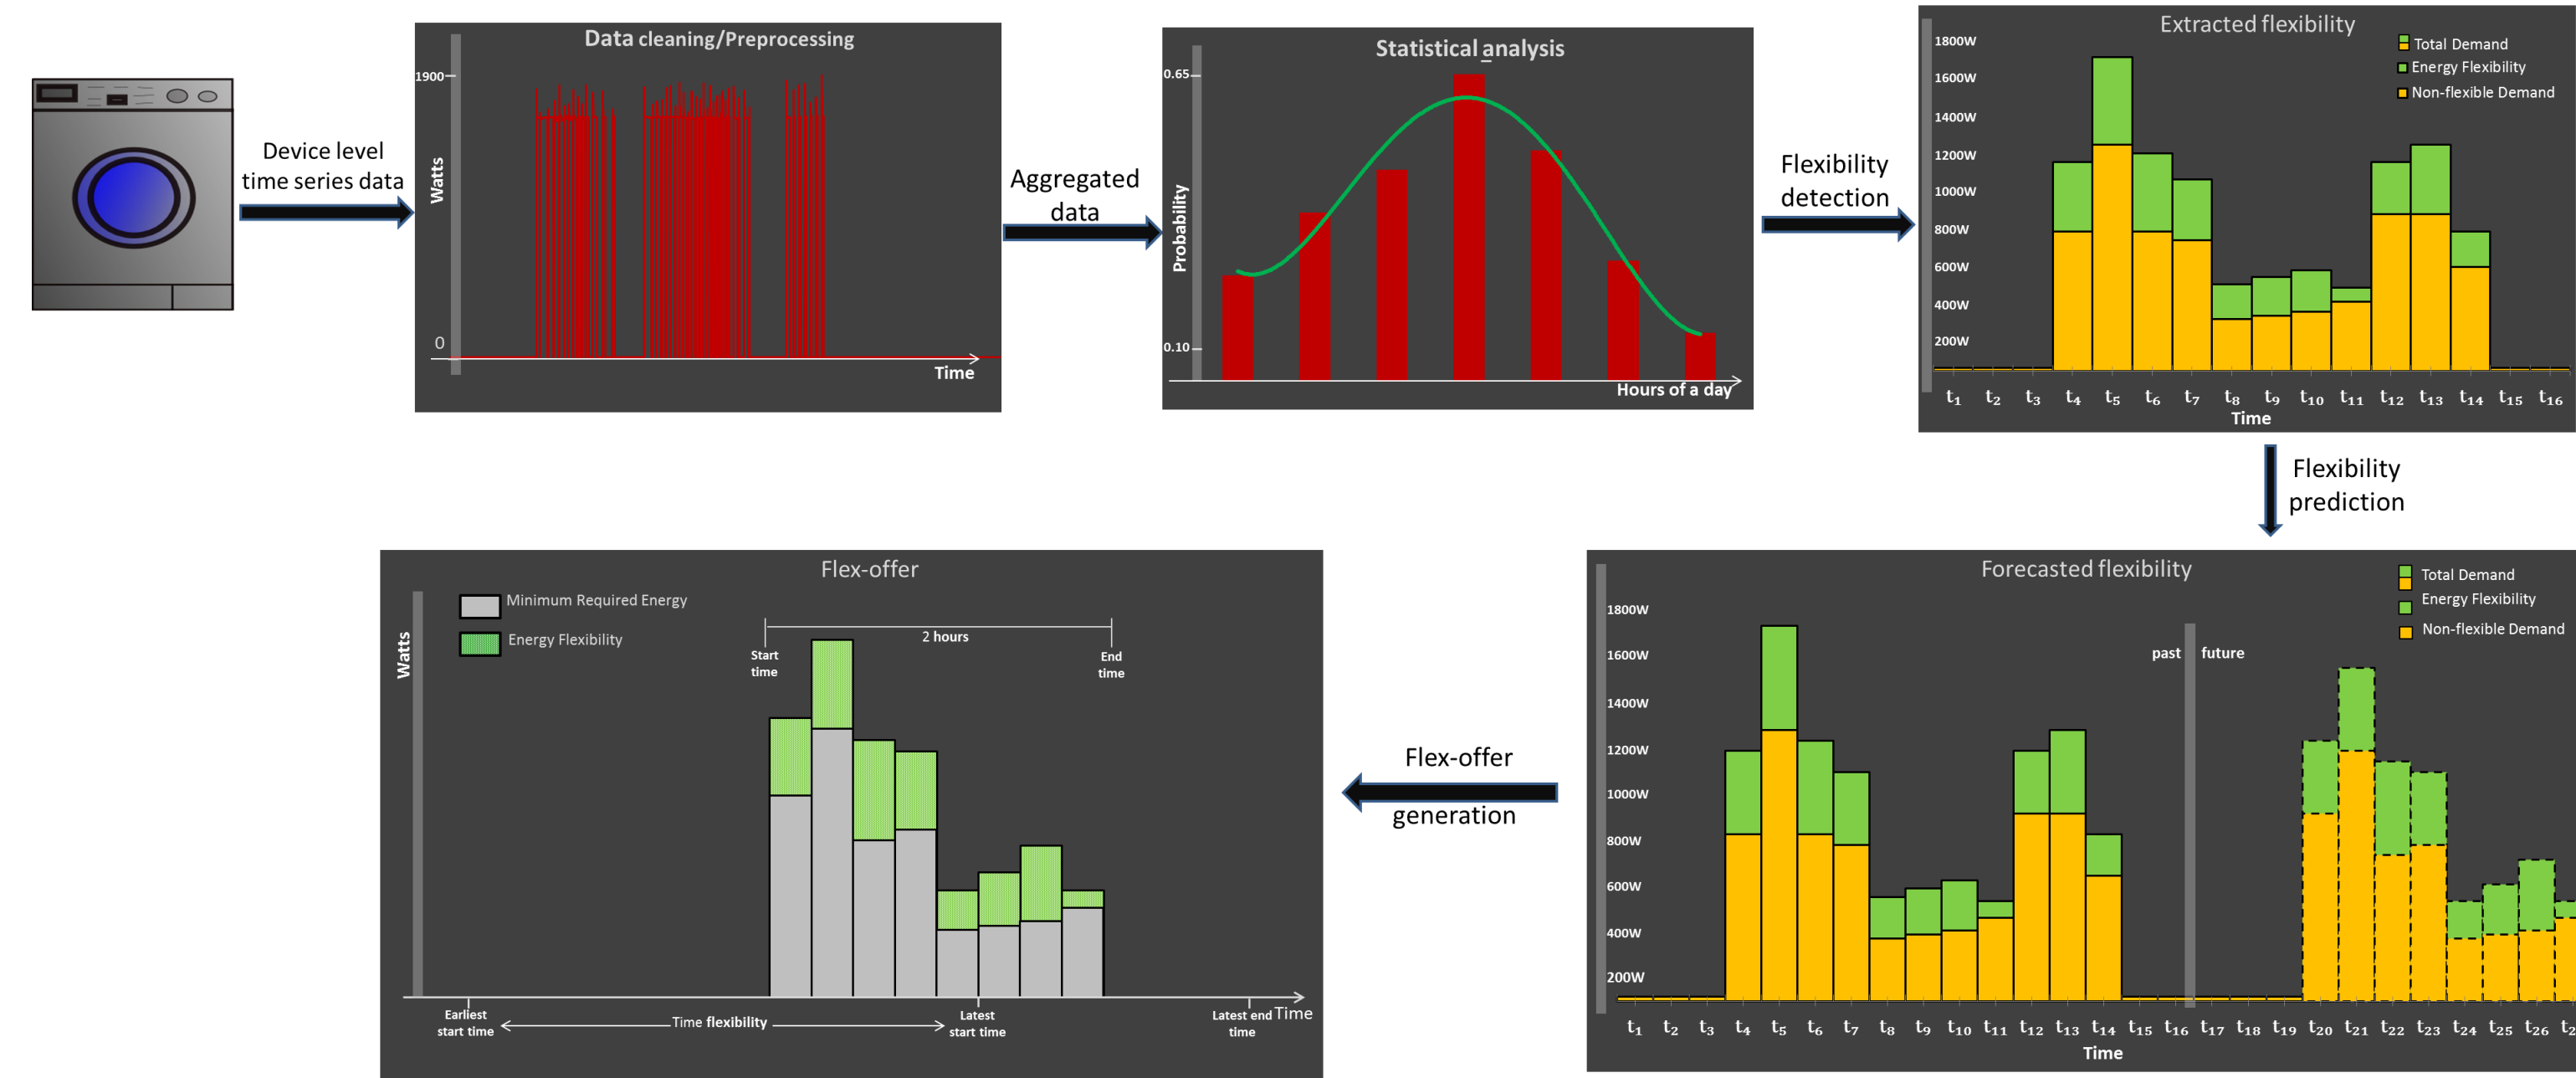 Device level
time series data
Data cleaning/Preprocessing
1900
Watts
0
Time
Aggregated
data
Statistical analysis
0.65
Probability
0.10
Hours of a day
Flexibility
detection
Extracted flexibility
Total Demand
Energy Flexibility
Non-flexible Demand
1800W
1600W
1400W
1200W
1000W
800W
600W
400W
200W
t1 t2 t3 t4 t5 t6 t7 t8 t9 t10 t11 t12 t13 t14 t15 t16
Time
Flexibility
prediction
Forecasted flexibility
Total Demand
Energy Flexibility
Non-flexible Demand
1800W
1600W
1400W
1200W
1000W
800W
600W
400W
200W
past future
t1 t2 t3 t4 t5 t6 t7 t8 t9 t10 t11 t12 t13 t14 t15 t16 t17 t18 t19 t20 t21 t22 t23 t24 t25 t26
Time
Flex-offer
generation
Flex-offer
Minimum Required Energy
Energy Flexibility
Watts
2 hours
Start
time
End
time
Earliest
start time
Time flexibility
Latest
start time
Latest end
time
Time